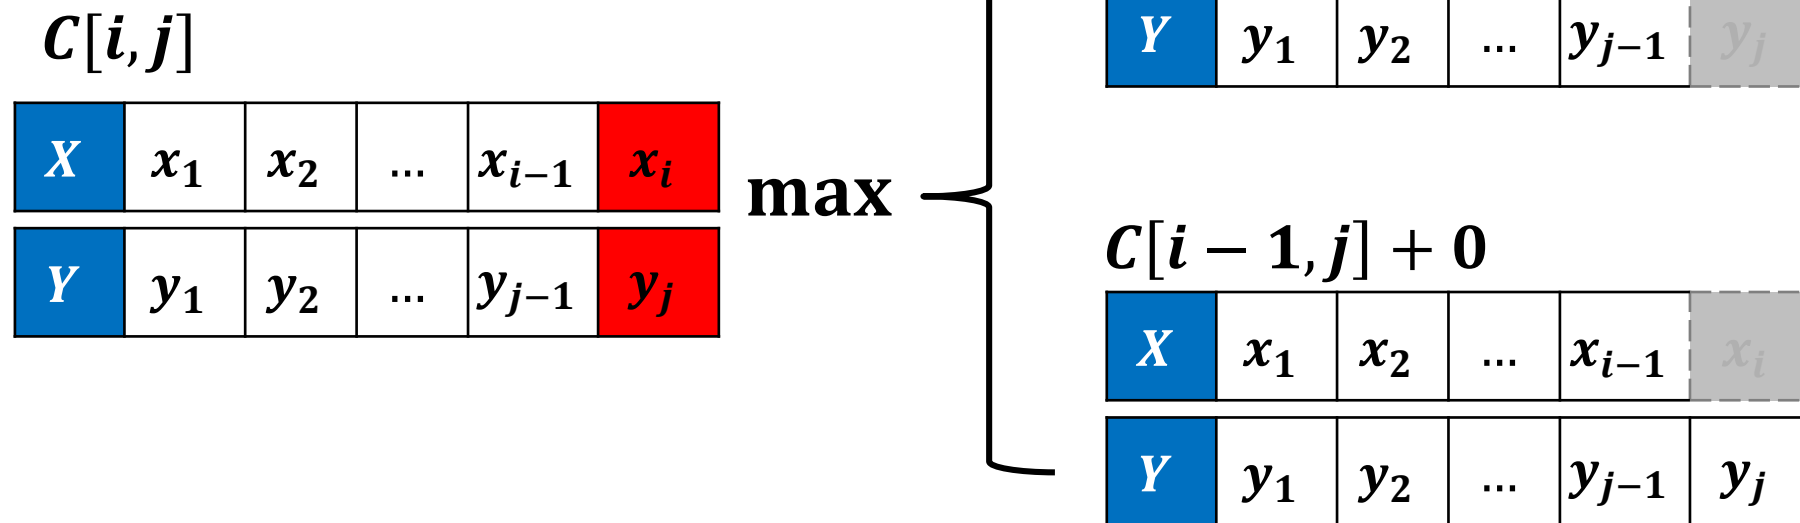 C[i, j]
X x₁ x₂ ... xᵢ₋₁ xᵢ
Y y₁ y₂ ... yⱼ₋₁ yⱼ
max
Y y₁ y₂ ... yⱼ₋₁ yⱼ
C[i − 1, j] + 0
X x₁ x₂ ... xᵢ₋₁ xᵢ
Y y₁ y₂ ... yⱼ₋₁ yⱼ